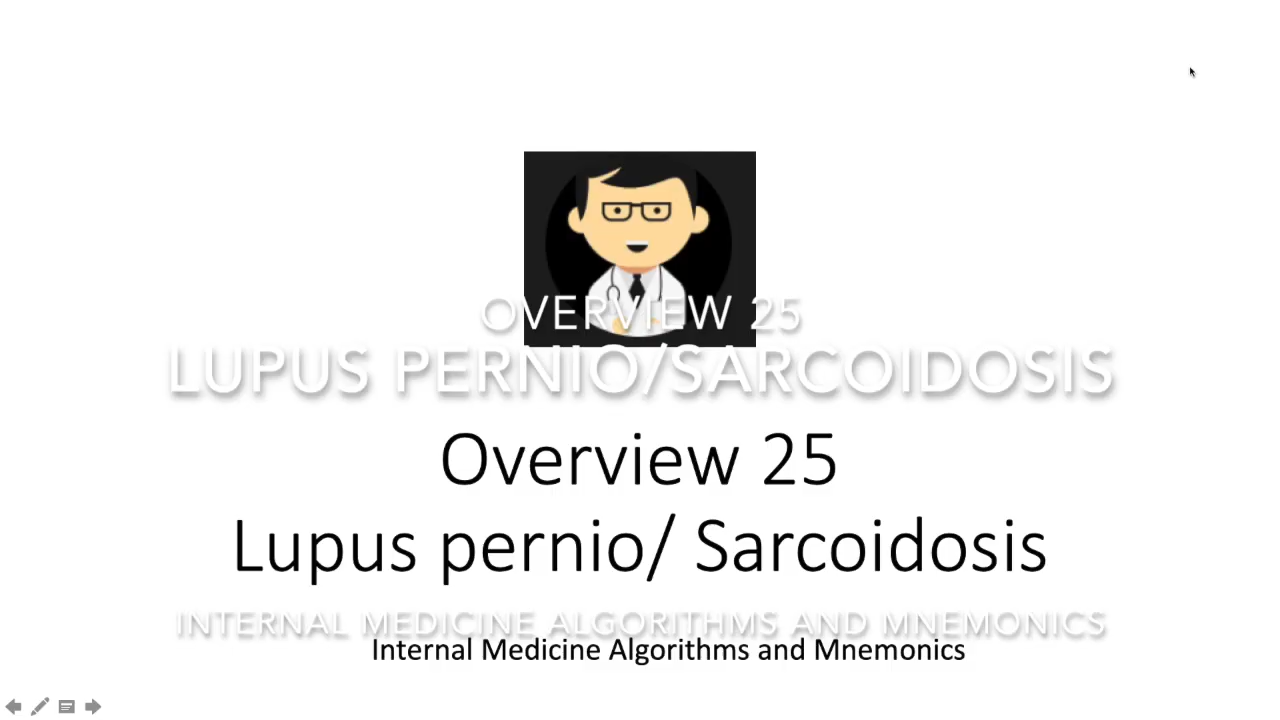 OVERVIEW 25
LUPUS PERNIO/SARCOIDOSIS
Overview 25
Lupus pernio/ Sarcoidosis
INTERNAL MEDICINE ALGORITHMS AND MNEMONICS
Internal Medicine Algorithms and Mnemonics